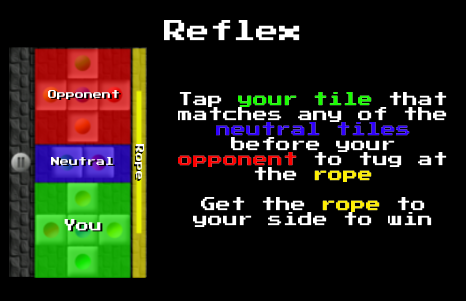 Reflex
Opponent
Neutral
You
Rope
Tap your tile that
matches any of the
neutral tiles
before your
opponent to tug at
the rope
Get the rope to
your side to win